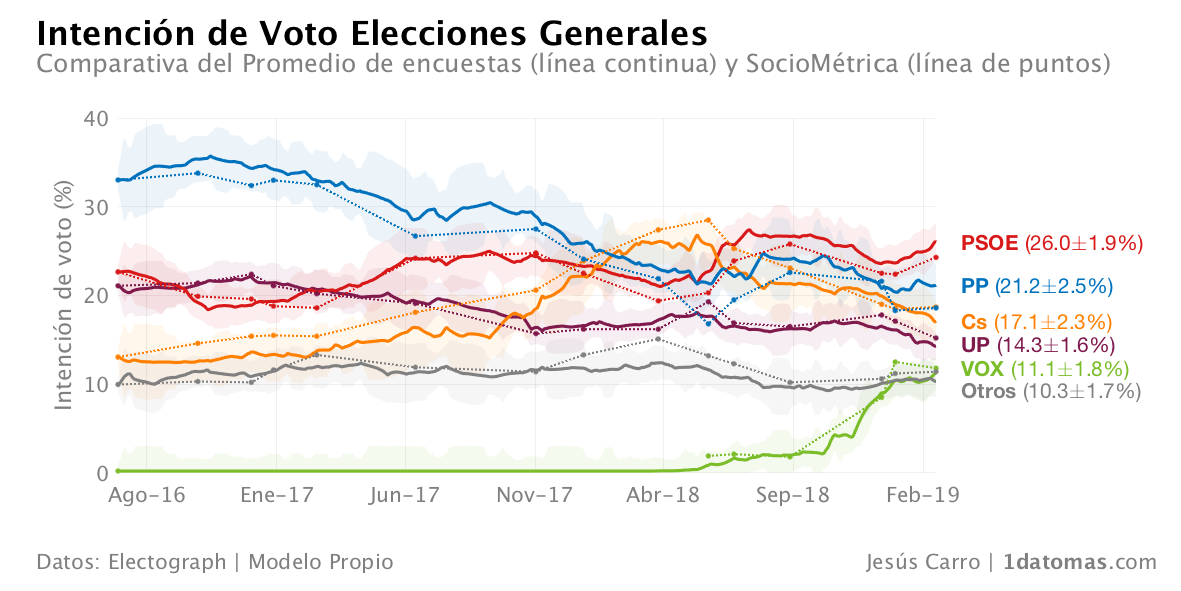 Intención de Voto Elecciones Generales
Comparativa del Promedio de encuestas (línea continua) y SocioMétrica (línea de puntos)
Intención de voto (%)
40
30
20
10
0
Ago-16
Ene-17
Jun-17
Nov-17
Abr-18
Sep-18
Feb-19
PSOE (26.0±1.9%)
PP (21.2±2.5%)
Cs (17.1±2.3%)
UP (14.3±1.6%)
VOX (11.1±1.8%)
Otros (10.3±1.7%)
Datos: Electograph | Modelo Propio
Jesús Carro | 1datomas.com